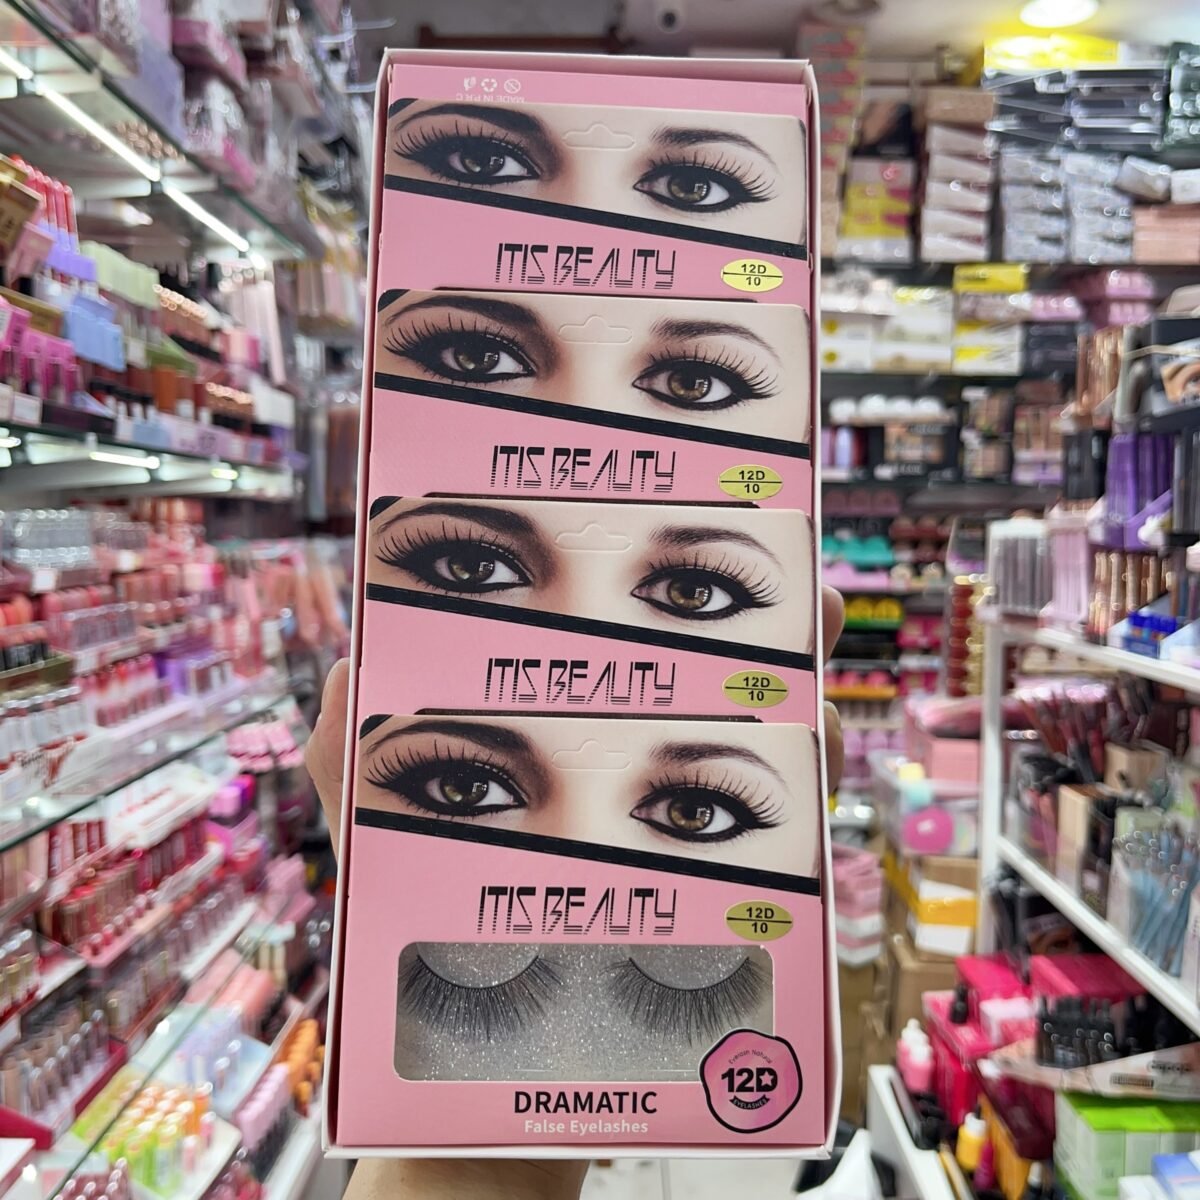 MADE IN P.R.C
ITIS BEAUTY
12D
10
ITIS BEAUTY
12D
10
ITIS BEAUTY
12D
10
ITIS BEAUTY
12D
10
Eyelash Natural
12D
EYELASHES
DRAMATIC
False Eyelashes